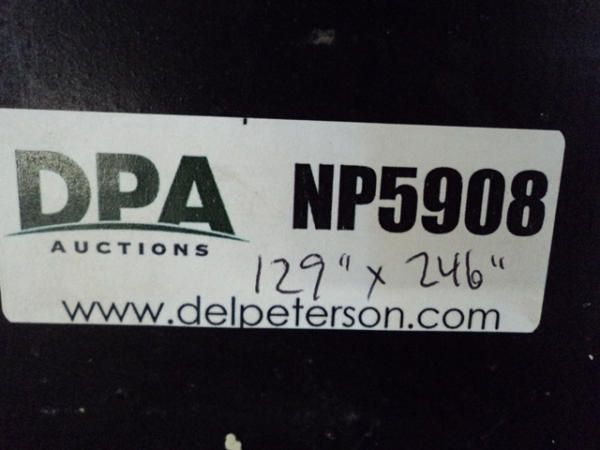 DPA NP5908
AUCTIONS
129" x 246"
www.delpeterson.com